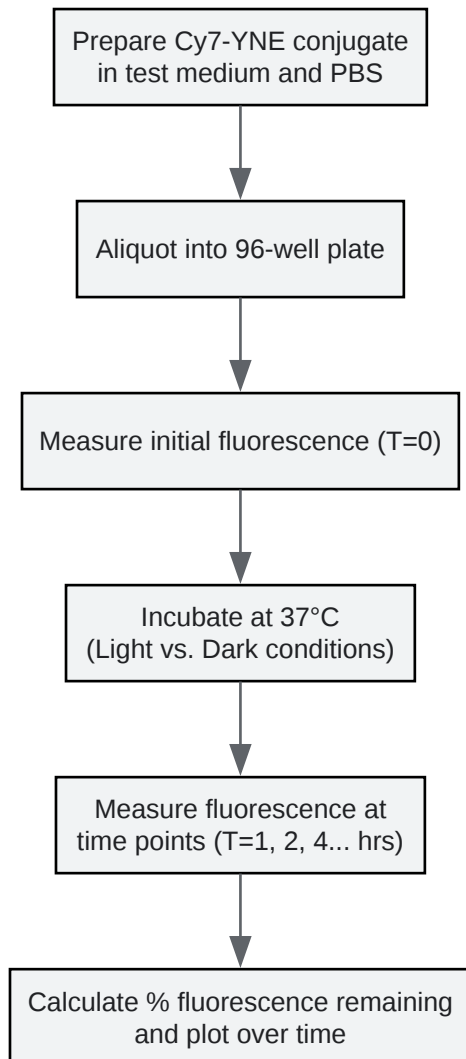 Prepare Cy7-YNE conjugate
in test medium and PBS
Aliquot into 96-well plate
Measure initial fluorescence (T=0)
Incubate at 37°C
(Light vs. Dark conditions)
Measure fluorescence at
time points (T=1, 2, 4... hrs)
Calculate % fluorescence remaining
and plot over time